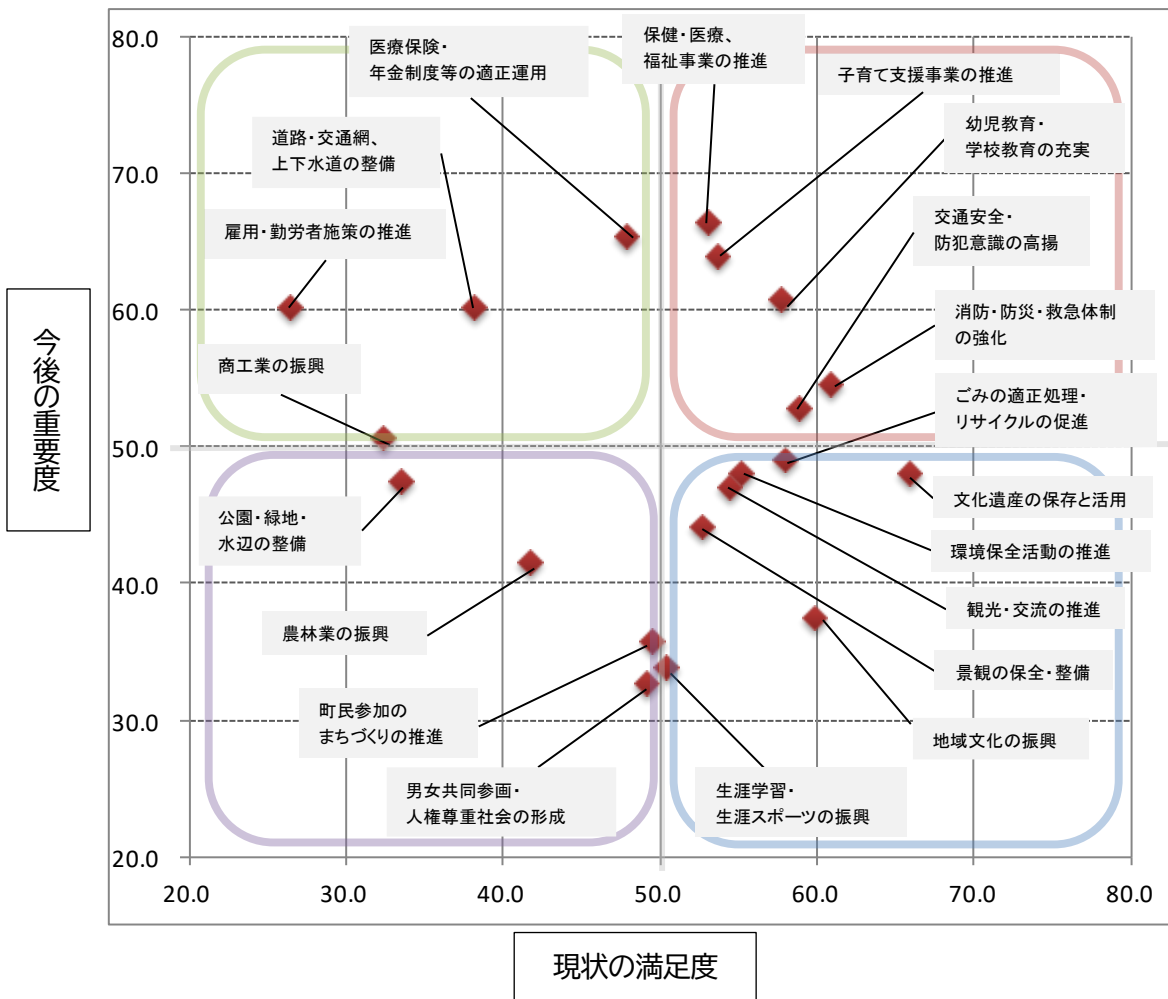 80.0
70.0
60.0
50.0
40.0
30.0
20.0
20.0
30.0
40.0
50.0
60.0
70.0
80.0
今後の重要度
現状の満足度
医療保険・
年金制度等の適正運用
保健・医療、
福祉事業の推進
子育て支援事業の推進
道路・交通網、
上下水道の整備
幼児教育・
学校教育の充実
雇用・勤労者施策の推進
交通安全・
防犯意識の高揚
消防・防災・救急体制
の強化
商工業の振興
ごみの適正処理・
リサイクルの促進
公園・緑地・
水辺の整備
文化遺産の保存と活用
環境保全活動の推進
観光・交流の推進
農林業の振興
景観の保全・整備
町民参加の
まちづくりの推進
地域文化の振興
男女共同参画・
人権尊重社会の形成
生涯学習・
生涯スポーツの振興